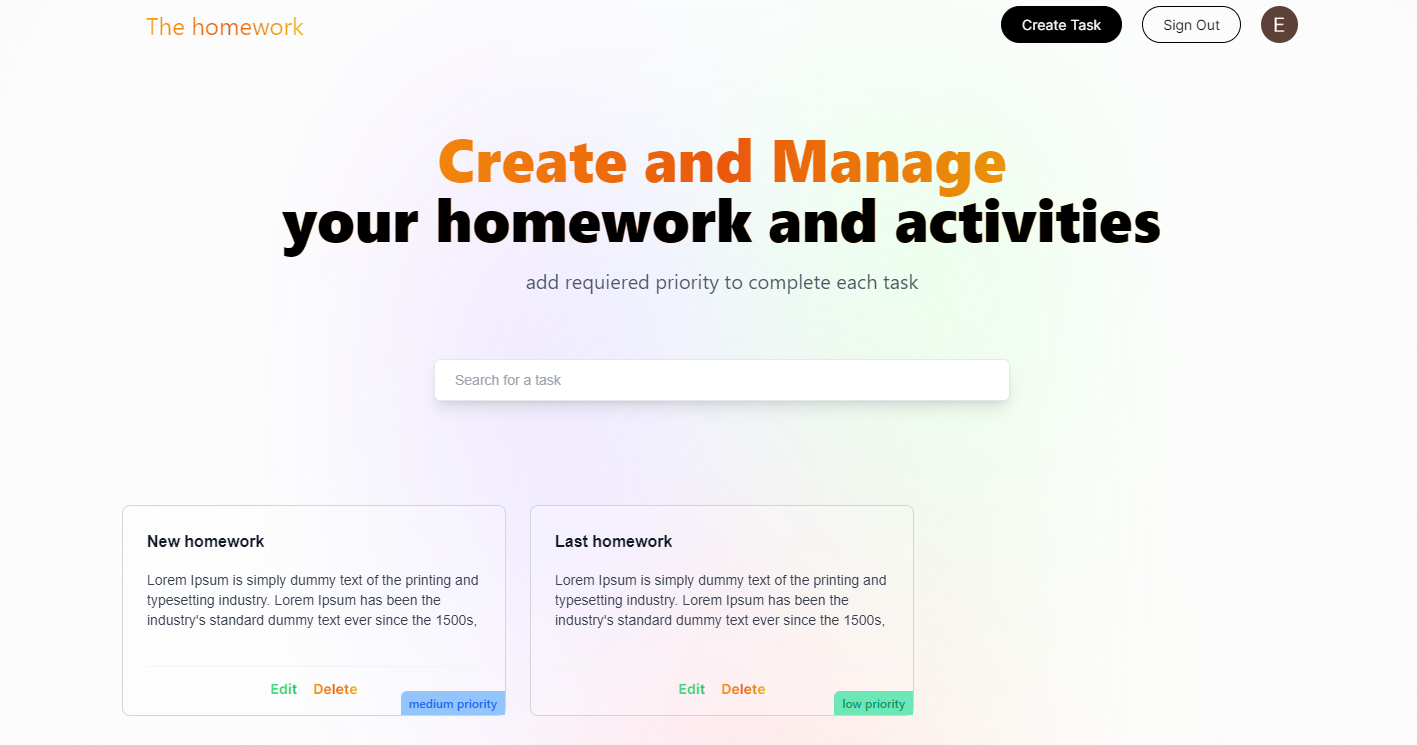 The homework
Create Task
Sign Out
E
Create and Manage
your homework and activities
add requiered priority to complete each task
Search for a task
New homework
Lorem Ipsum is simply dummy text of the printing and
typesetting industry. Lorem Ipsum has been the
industry's standard dummy text ever since the 1500s,
Edit Delete
medium priority
Last homework
Lorem Ipsum is simply dummy text of the printing and
typesetting industry. Lorem Ipsum has been the
industry's standard dummy text ever since the 1500s,
Edit Delete
low priority